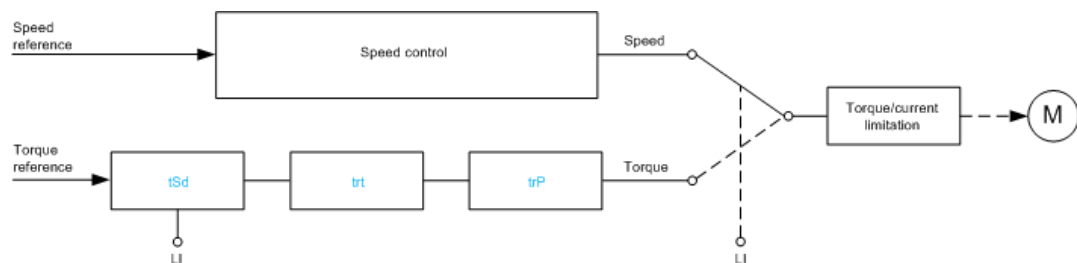 Speed
reference
Speed control
Speed
Torque/current
limitation
M
Torque
reference
tSd
trt
trP
Torque
LI
LI